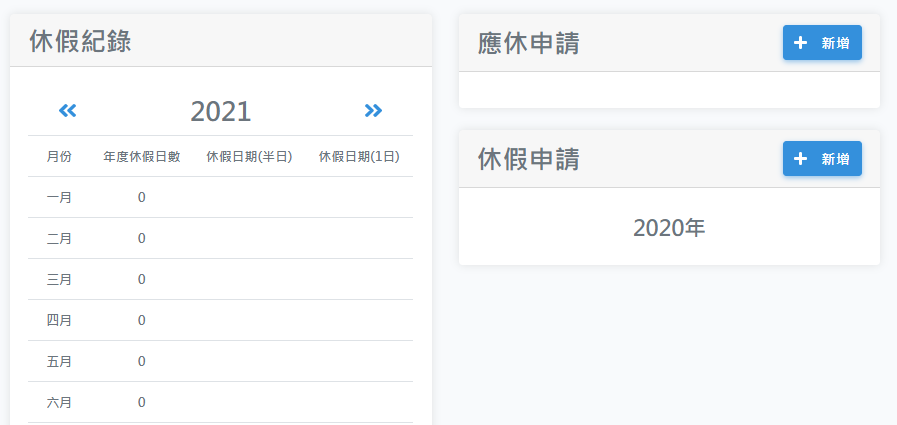 休假紀錄
2021
月份 年度休假日數 休假日期(半日) 休假日期(1日)
一月 0
二月 0
三月 0
四月 0
五月 0
六月 0
應休申請
新增
休假申請
新增
2020年